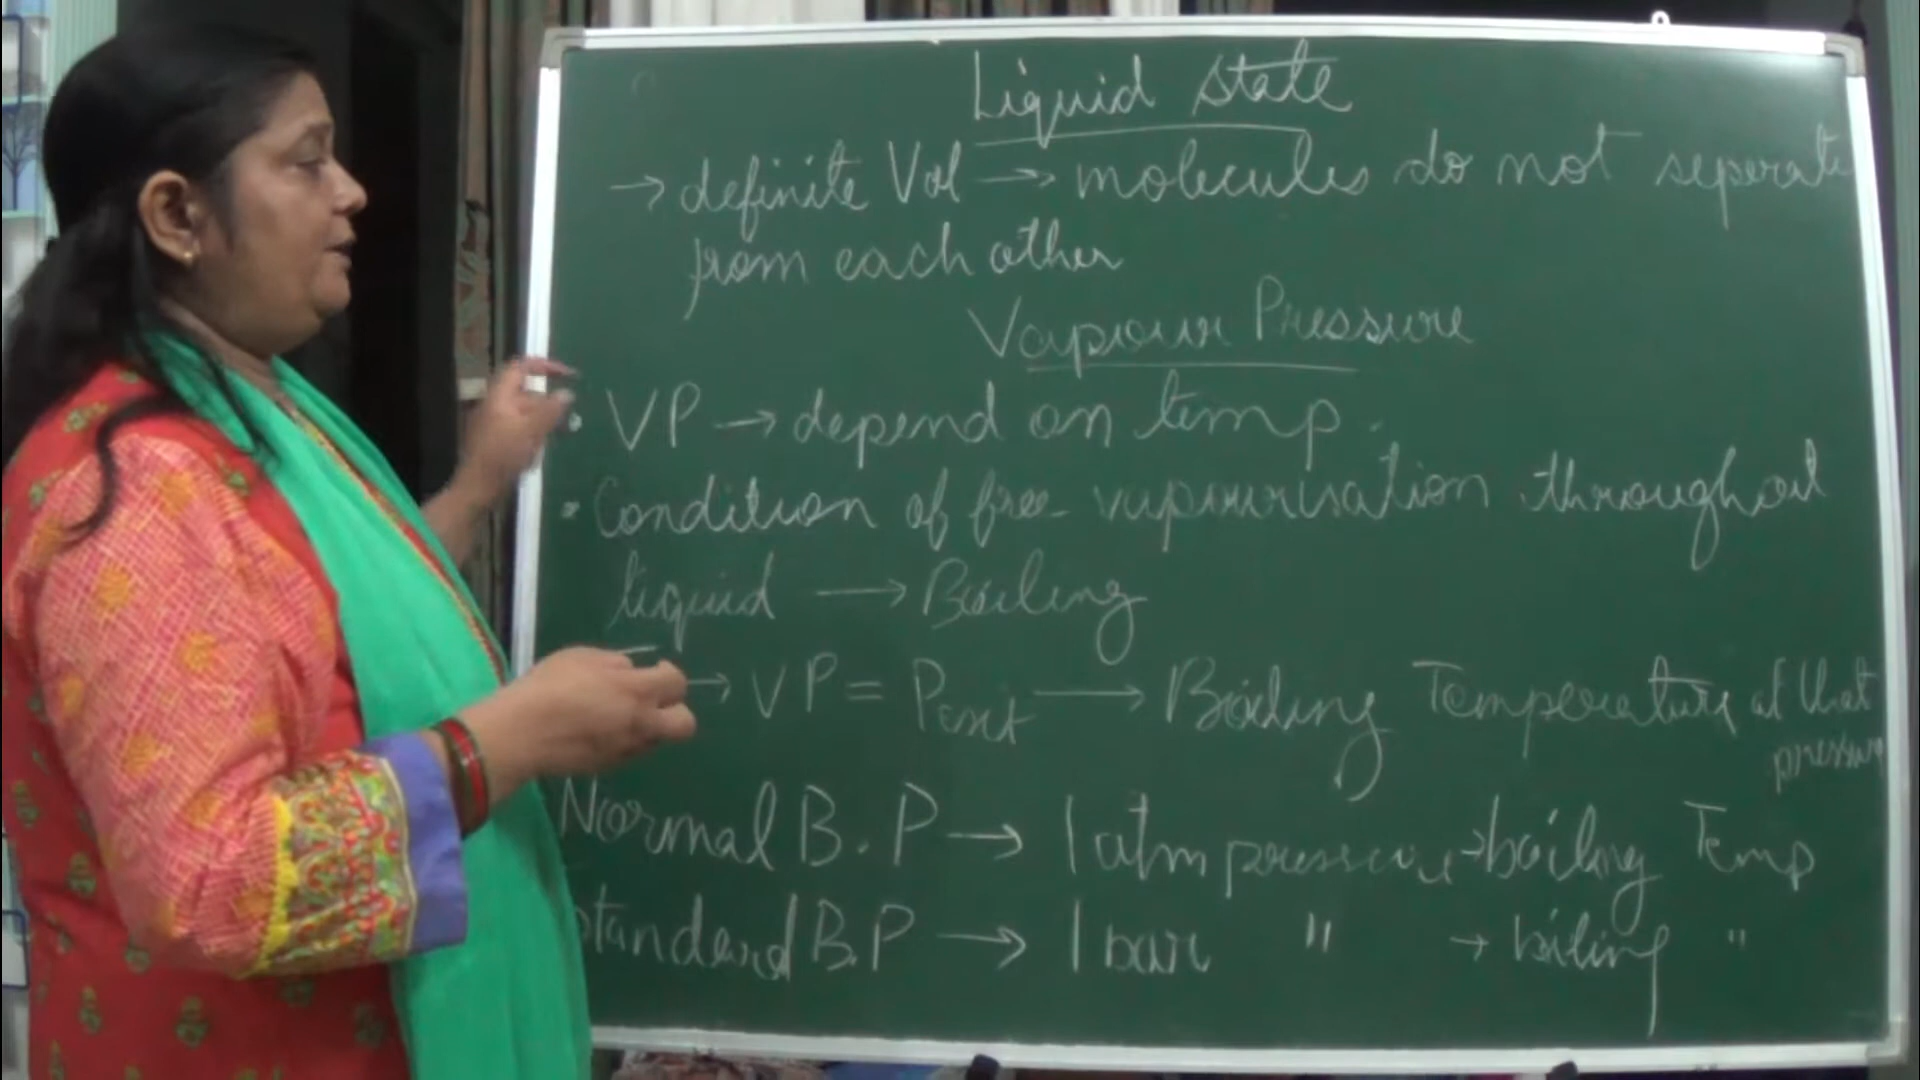 Liquid state
→ definite Vol → molecules do not seperate
from each other
Vapour Pressure
• VP → depend on temp.
• Condition of free vapourisation throughout
liquid → Boiling
→ VP = Pext → Boiling Temperature at that
pressure
Normal B.P → 1 atm pressure → boiling Temp
Standard B.P → 1 bar " → boiling "